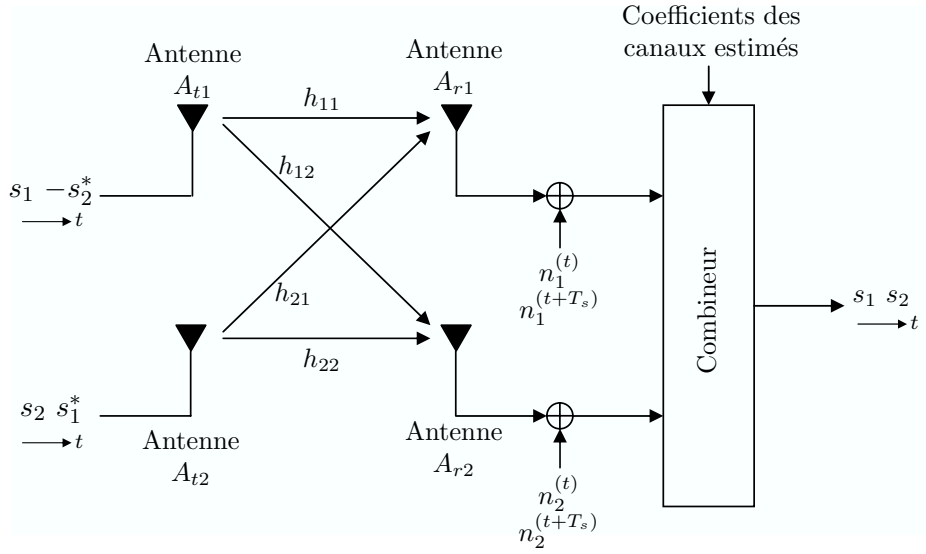 Coefficients des
canaux estimés
Antenne
A_{t1}
Antenne
A_{r1}
h_{11}
h_{12}
s_1 −s_2^*
t
n_1^{(t)}
n_1^{(t+T_s)}
h_{21}
Combineur
s_1 s_2
t
h_{22}
s_2 s_1^*
t
Antenne
A_{t2}
Antenne
A_{r2}
n_2^{(t)}
n_2^{(t+T_s)}